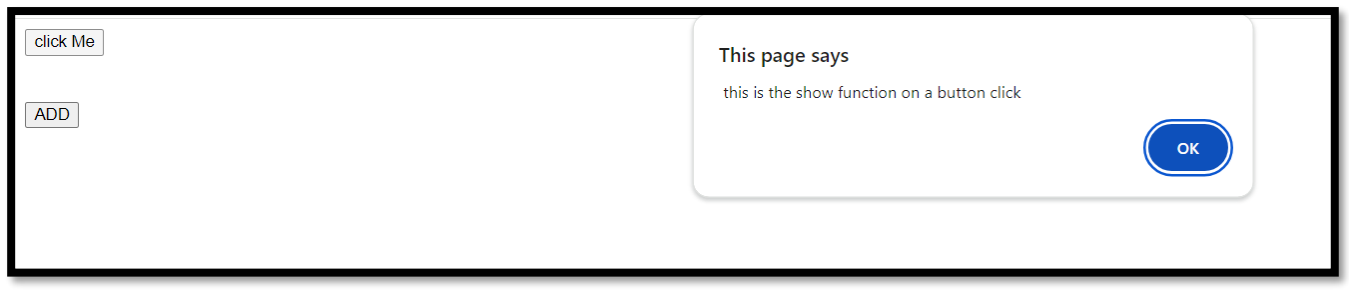 click Me
ADD
This page says
this is the show function on a button click
OK